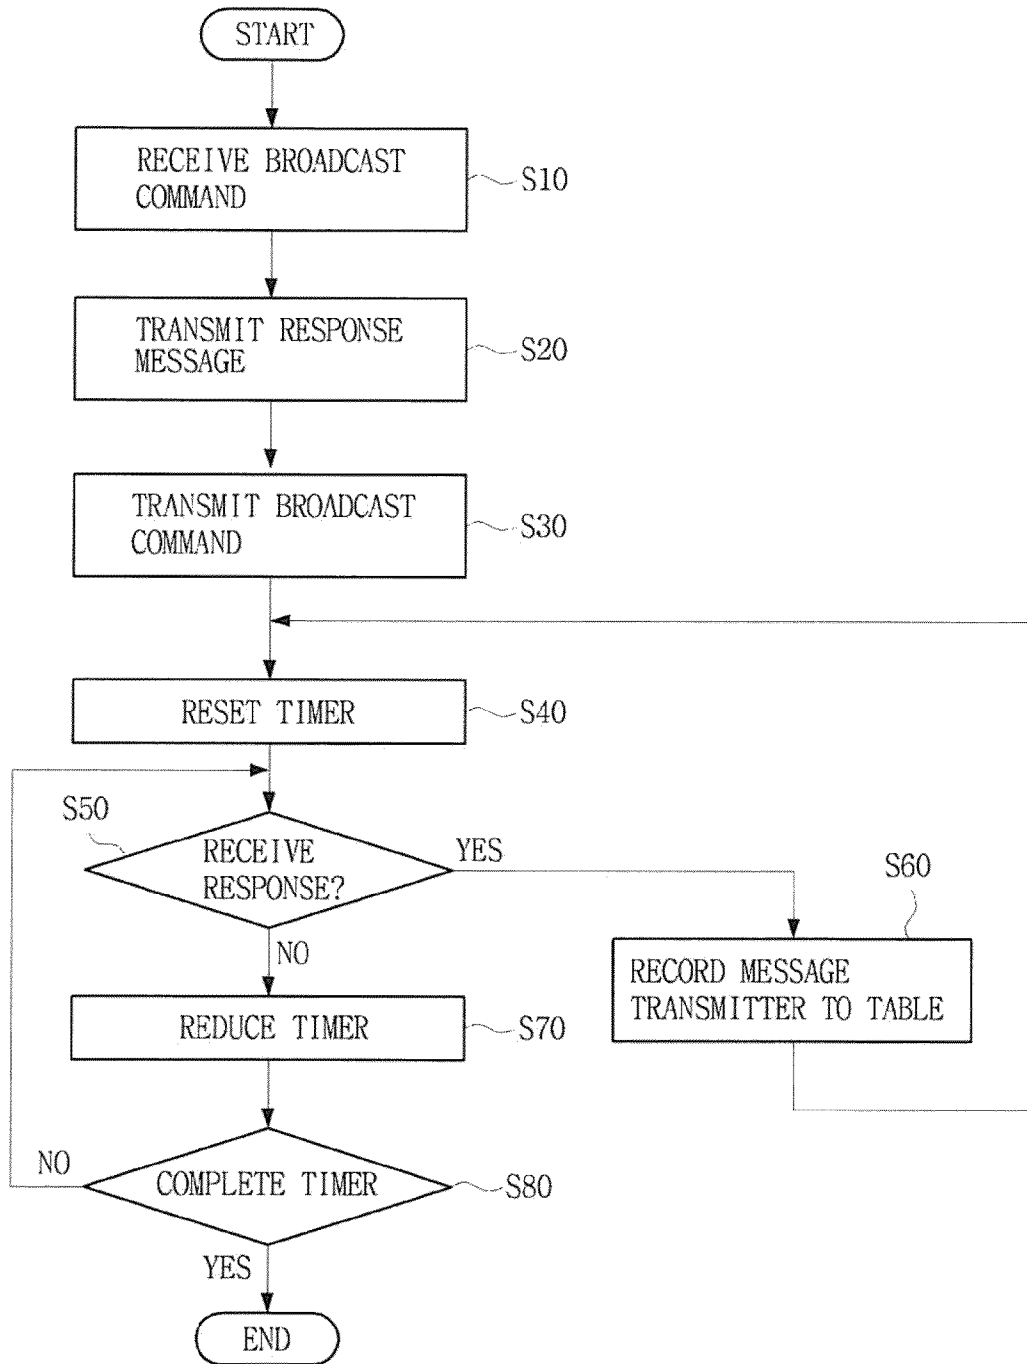 START
RECEIVE BROADCAST
COMMAND
S10
TRANSMIT RESPONSE
MESSAGE
S20
TRANSMIT BROADCAST
COMMAND
S30
RESET TIMER
S40
S50
RECEIVE
RESPONSE?
YES
NO
S60
RECORD MESSAGE
TRANSMITTER TO TABLE
REDUCE TIMER
S70
COMPLETE TIMER
S80
NO
YES
END